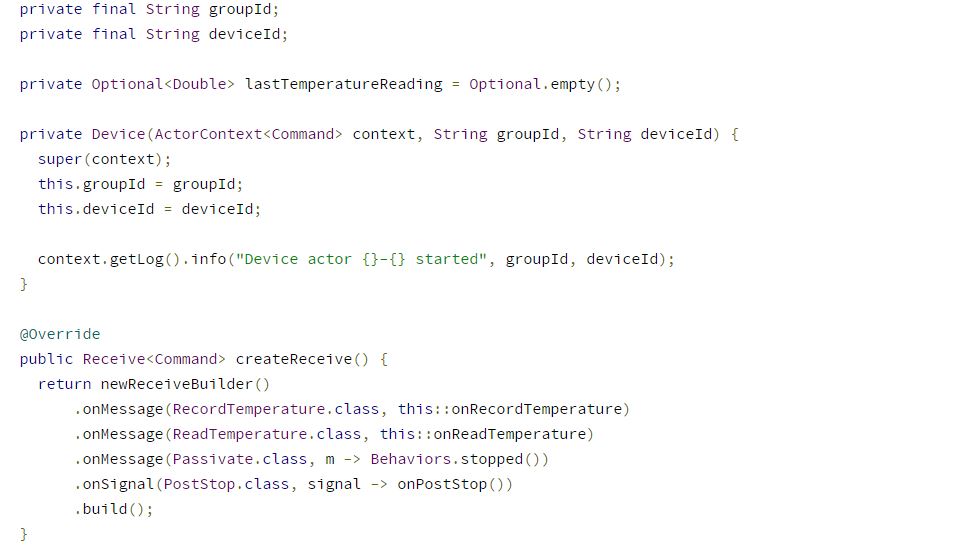 private final String groupId;
private final String deviceId;
private Optional<Double> lastTemperatureReading = Optional.empty();
private Device(ActorContext<Command> context, String groupId, String deviceId) {
super(context);
this.groupId = groupId;
this.deviceId = deviceId;
context.getLog().info("Device actor {}-{} started", groupId, deviceId);
}
@Override
public Receive<Command> createReceive() {
return newReceiveBuilder()
.onMessage(RecordTemperature.class, this::onRecordTemperature)
.onMessage(ReadTemperature.class, this::onReadTemperature)
.onMessage(Passivate.class, m -> Behaviors.stopped())
.onSignal(PostStop.class, signal -> onPostStop())
.build();
}